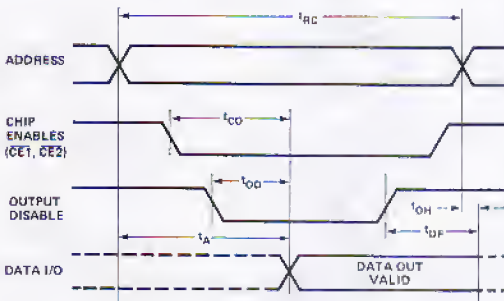 tRC
ADDRESS
tCO
CHIP
ENABLES
(CE1, CE2)
tOD
OUTPUT
DISABLE
tOH
tDF
tA
DATA I/O
DATA OUT
VALID